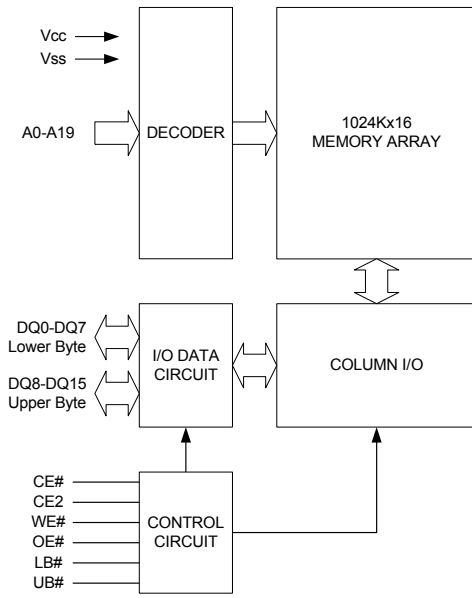 Vcc
Vss
A0-A19
DECODER
1024Kx16
MEMORY ARRAY
DQ0-DQ7
Lower Byte
DQ8-DQ15
Upper Byte
I/O DATA
CIRCUIT
COLUMN I/O
CE#
CE2
WE#
OE#
LB#
UB#
CONTROL
CIRCUIT